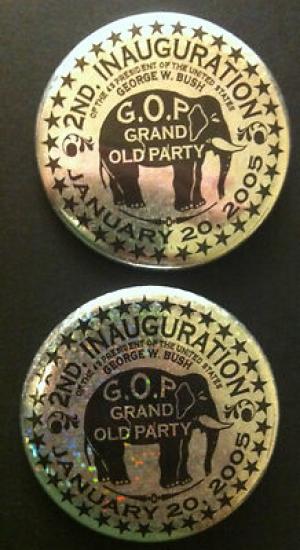 2ND. INAUGURATION
OF THE 43 PRESIDENT OF THE UNITED STATES
GEORGE W. BUSH
G.O.P
GRAND
OLD PARTY
JANUARY 20, 2005
2ND. INAUGURATION
OF THE 43 PRESIDENT OF THE UNITED STATES
GEORGE W. BUSH
G.O.P
GRAND
OLD PARTY
JANUARY 20, 2005